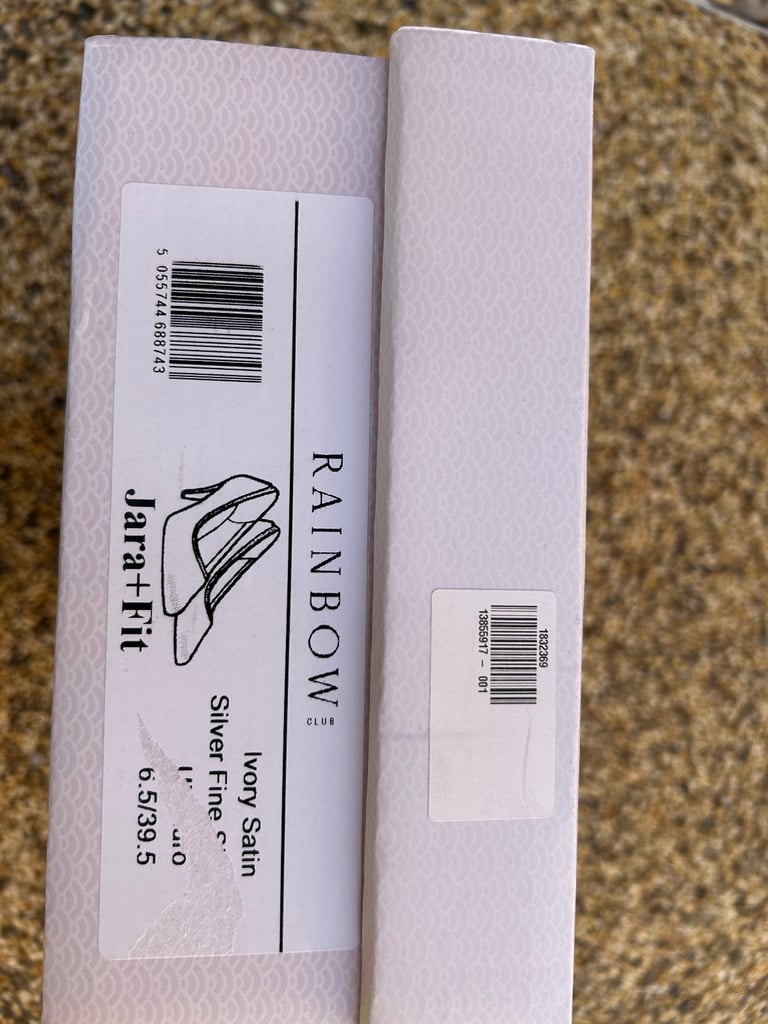 RAINBOW
CLUB
5 055744 688743
Jara+Fit
Ivory Satin
Silver Fine
6.5/39.5
1832369
13855917 - 001